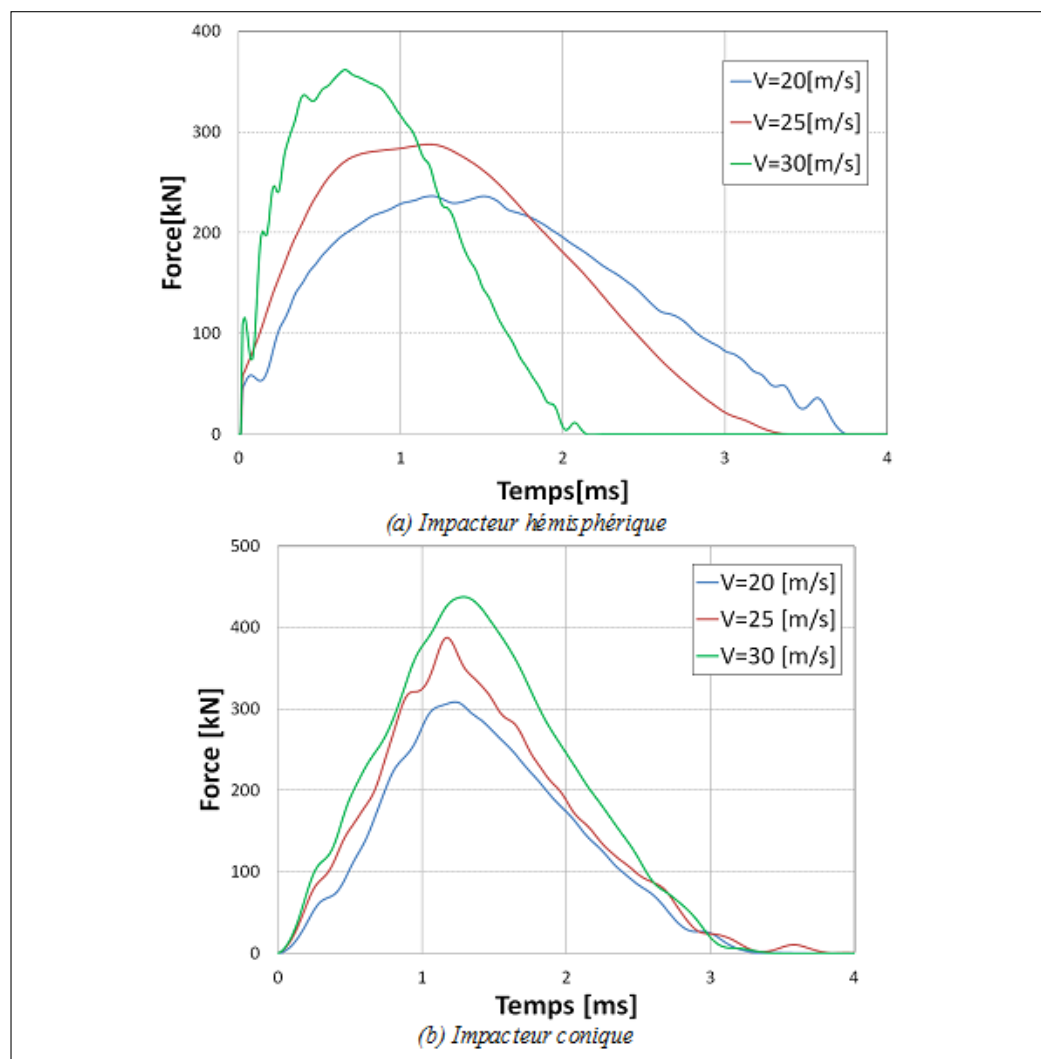 400
300
200
100
0
Force[kN]
V=20[m/s]
V=25[m/s]
V=30[m/s]
0 1 2 3 4
Temps[ms]
(a) Impacteur hémisphérique
500
400
300
200
100
0
Force [kN]
V=20 [m/s]
V=25 [m/s]
V=30 [m/s]
0 1 2 3 4
Temps [ms]
(b) Impacteur conique